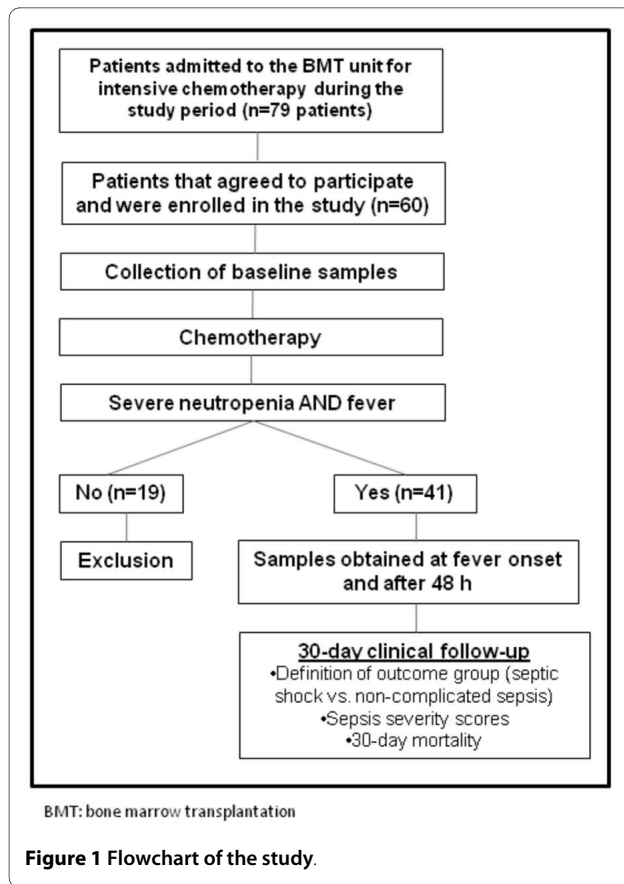 Patients admitted to the BMT unit for
intensive chemotherapy during the
study period (n=79 patients)
Patients that agreed to participate
and were enrolled in the study (n=60)
Collection of baseline samples
Chemotherapy
Severe neutropenia AND fever
No (n=19)
Yes (n=41)
Exclusion
Samples obtained at fever onset
and after 48 h
30-day clinical follow-up
•Definition of outcome group (septic
shock vs. non-complicated sepsis)
•Sepsis severity scores
•30-day mortality
BMT: bone marrow transplantation
Figure 1 Flowchart of the study.